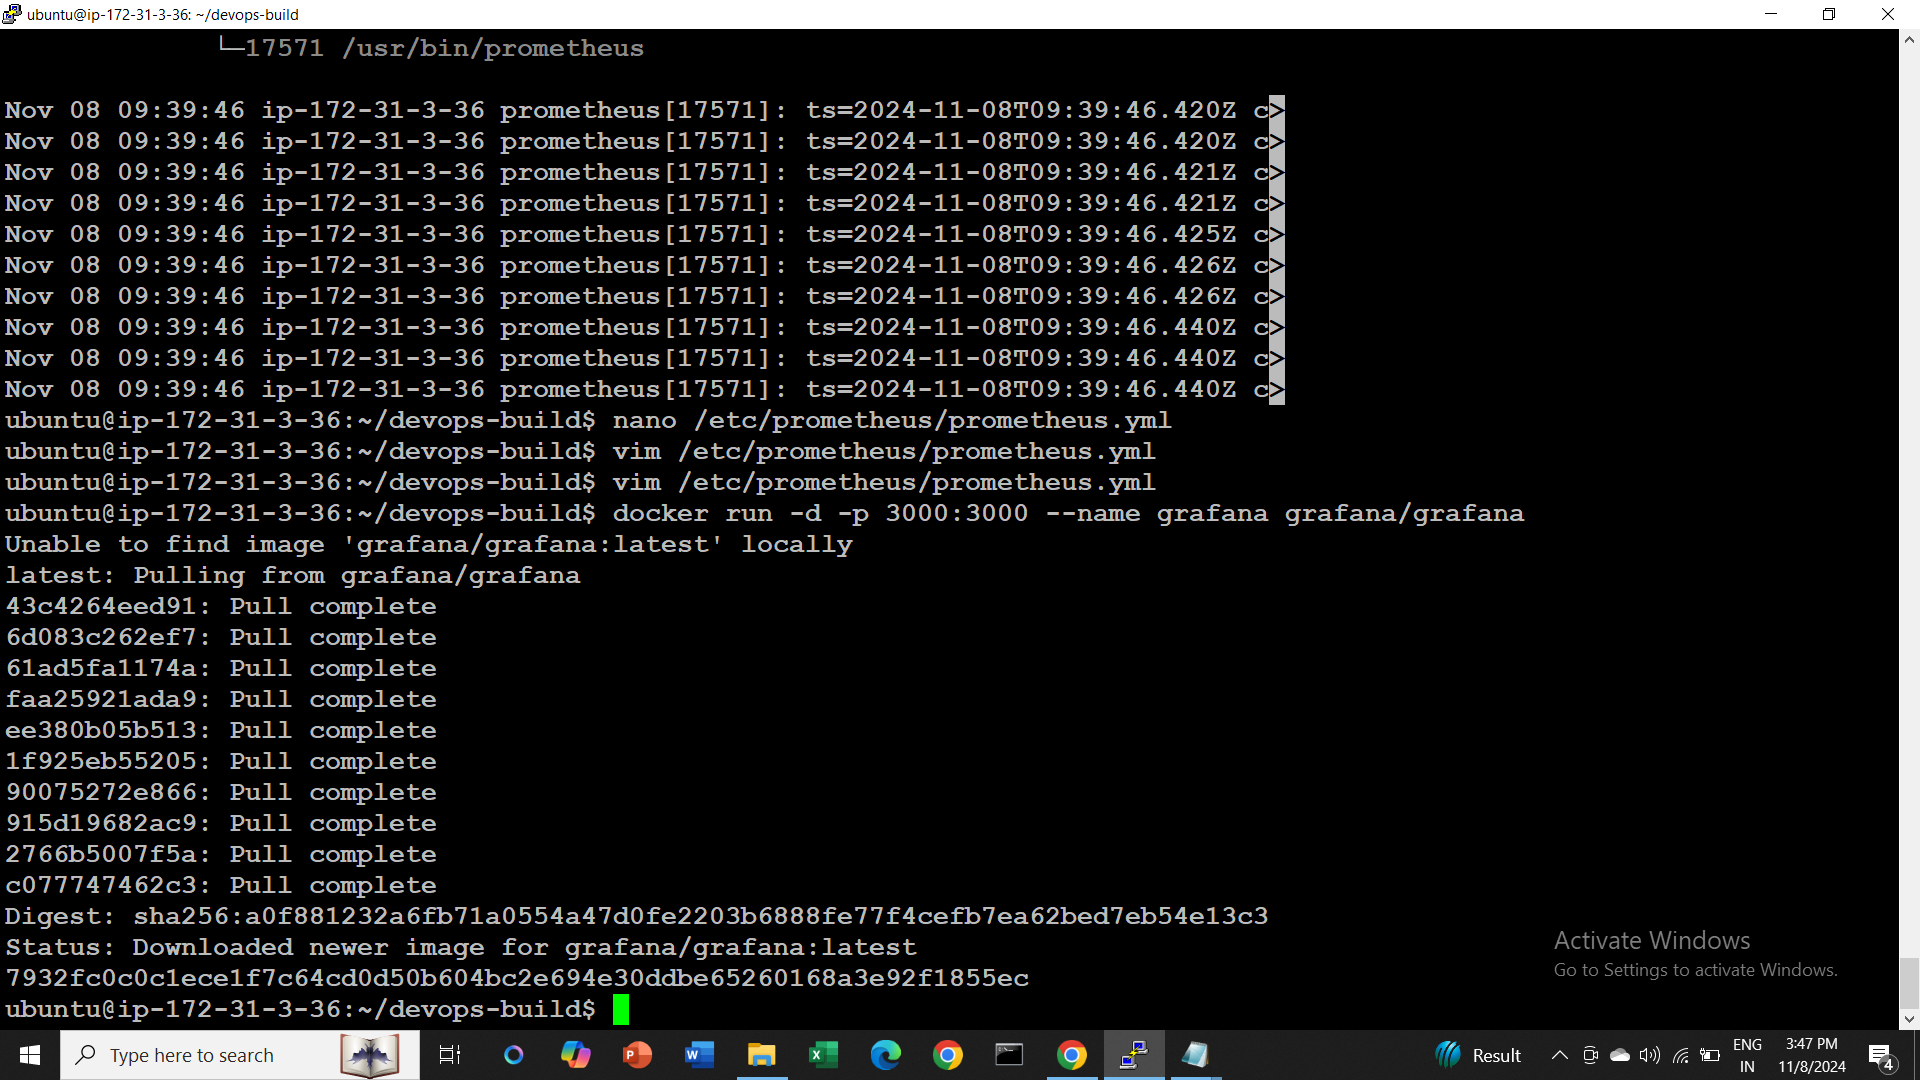 ubuntu@ip-172-31-3-36: ~/devops-build
└─17571 /usr/bin/prometheus
Nov 08 09:39:46 ip-172-31-3-36 prometheus[17571]: ts=2024-11-08T09:39:46.420Z c>
Nov 08 09:39:46 ip-172-31-3-36 prometheus[17571]: ts=2024-11-08T09:39:46.420Z c>
Nov 08 09:39:46 ip-172-31-3-36 prometheus[17571]: ts=2024-11-08T09:39:46.421Z c>
Nov 08 09:39:46 ip-172-31-3-36 prometheus[17571]: ts=2024-11-08T09:39:46.421Z c>
Nov 08 09:39:46 ip-172-31-3-36 prometheus[17571]: ts=2024-11-08T09:39:46.425Z c>
Nov 08 09:39:46 ip-172-31-3-36 prometheus[17571]: ts=2024-11-08T09:39:46.426Z c>
Nov 08 09:39:46 ip-172-31-3-36 prometheus[17571]: ts=2024-11-08T09:39:46.426Z c>
Nov 08 09:39:46 ip-172-31-3-36 prometheus[17571]: ts=2024-11-08T09:39:46.440Z c>
Nov 08 09:39:46 ip-172-31-3-36 prometheus[17571]: ts=2024-11-08T09:39:46.440Z c>
Nov 08 09:39:46 ip-172-31-3-36 prometheus[17571]: ts=2024-11-08T09:39:46.440Z c>
ubuntu@ip-172-31-3-36:~/devops-build$ nano /etc/prometheus/prometheus.yml
ubuntu@ip-172-31-3-36:~/devops-build$ vim /etc/prometheus/prometheus.yml
ubuntu@ip-172-31-3-36:~/devops-build$ vim /etc/prometheus/prometheus.yml
ubuntu@ip-172-31-3-36:~/devops-build$ docker run -d -p 3000:3000 --name grafana grafana/grafana
Unable to find image 'grafana/grafana:latest' locally
latest: Pulling from grafana/grafana
43c4264eed91: Pull complete
6d083c262ef7: Pull complete
61ad5fa1174a: Pull complete
faa25921ada9: Pull complete
ee380b05b513: Pull complete
1f925eb55205: Pull complete
90075272e866: Pull complete
915d19682ac9: Pull complete
2766b5007f5a: Pull complete
c077747462c3: Pull complete
Digest: sha256:a0f881232a6fb71a0554a47d0fe2203b6888fe77f4cefb7ea62bed7eb54e13c3
Status: Downloaded newer image for grafana/grafana:latest
7932fc0c0c1ece1f7c64cd0d50b604bc2e694e30ddbe65260168a3e92f1855ec
ubuntu@ip-172-31-3-36:~/devops-build$
Activate Windows
Go to Settings to activate Windows.
Type here to search
Result
ENG
IN
3:47 PM
11/8/2024
4